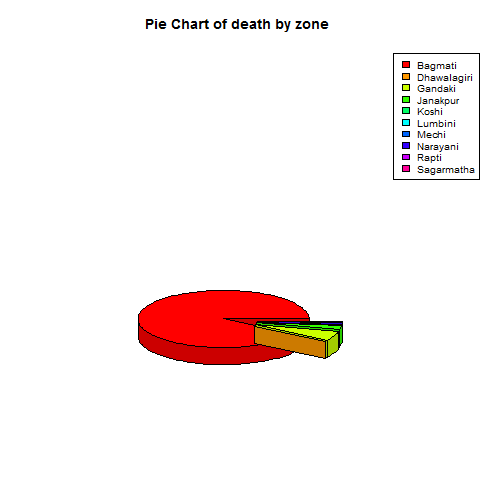 Pie Chart of death by zone
Bagmati
Dhawalagiri
Gandaki
Janakpur
Koshi
Lumbini
Mechi
Narayani
Rapti
Sagarmatha